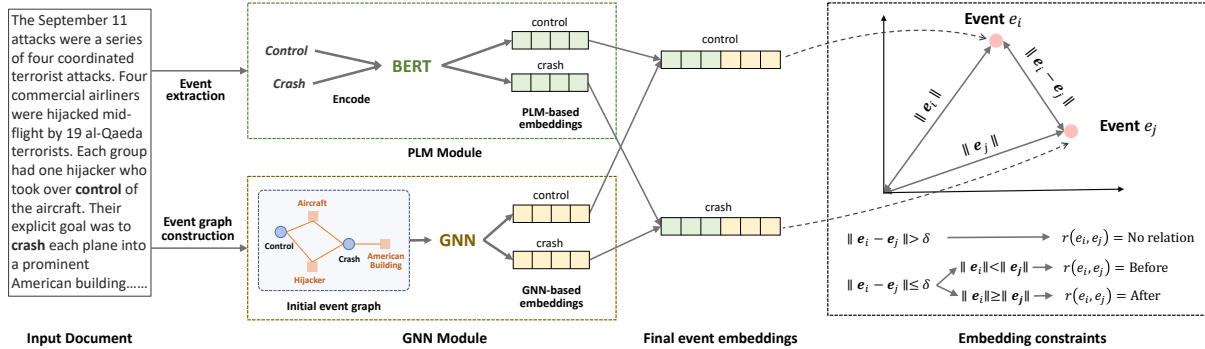 The September 11
attacks were a series
of four coordinated
terrorist attacks. Four
commercial airliners
were hijacked mid-
flight by 19 al-Qaeda
terrorists. Each group
had one hijacker who
took over control of
the aircraft. Their
explicit goal was to
crash each plane into
a prominent
American building......
Input Document
Event
extraction
Event graph
construction
Control
Crash
Encode
BERT
control
crash
PLM-based
embeddings
PLM Module
Aircraft
Control
Crash
American
Building
Hijacker
Initial event graph
GNN
control
crash
GNN-based
embeddings
GNN Module
control
crash
Final event embeddings
Event e_i
‖ e_i ‖
‖ e_i − e_j ‖
‖ e_j ‖
Event e_j
‖ e_i − e_j ‖> δ r(e_i, e_j) = No relation
‖ e_i − e_j ‖≤ δ
‖ e_i‖<‖ e_j‖ r(e_i, e_j) = Before
‖ e_i‖≥‖ e_j‖ r(e_i, e_j) = After
Embedding constraints